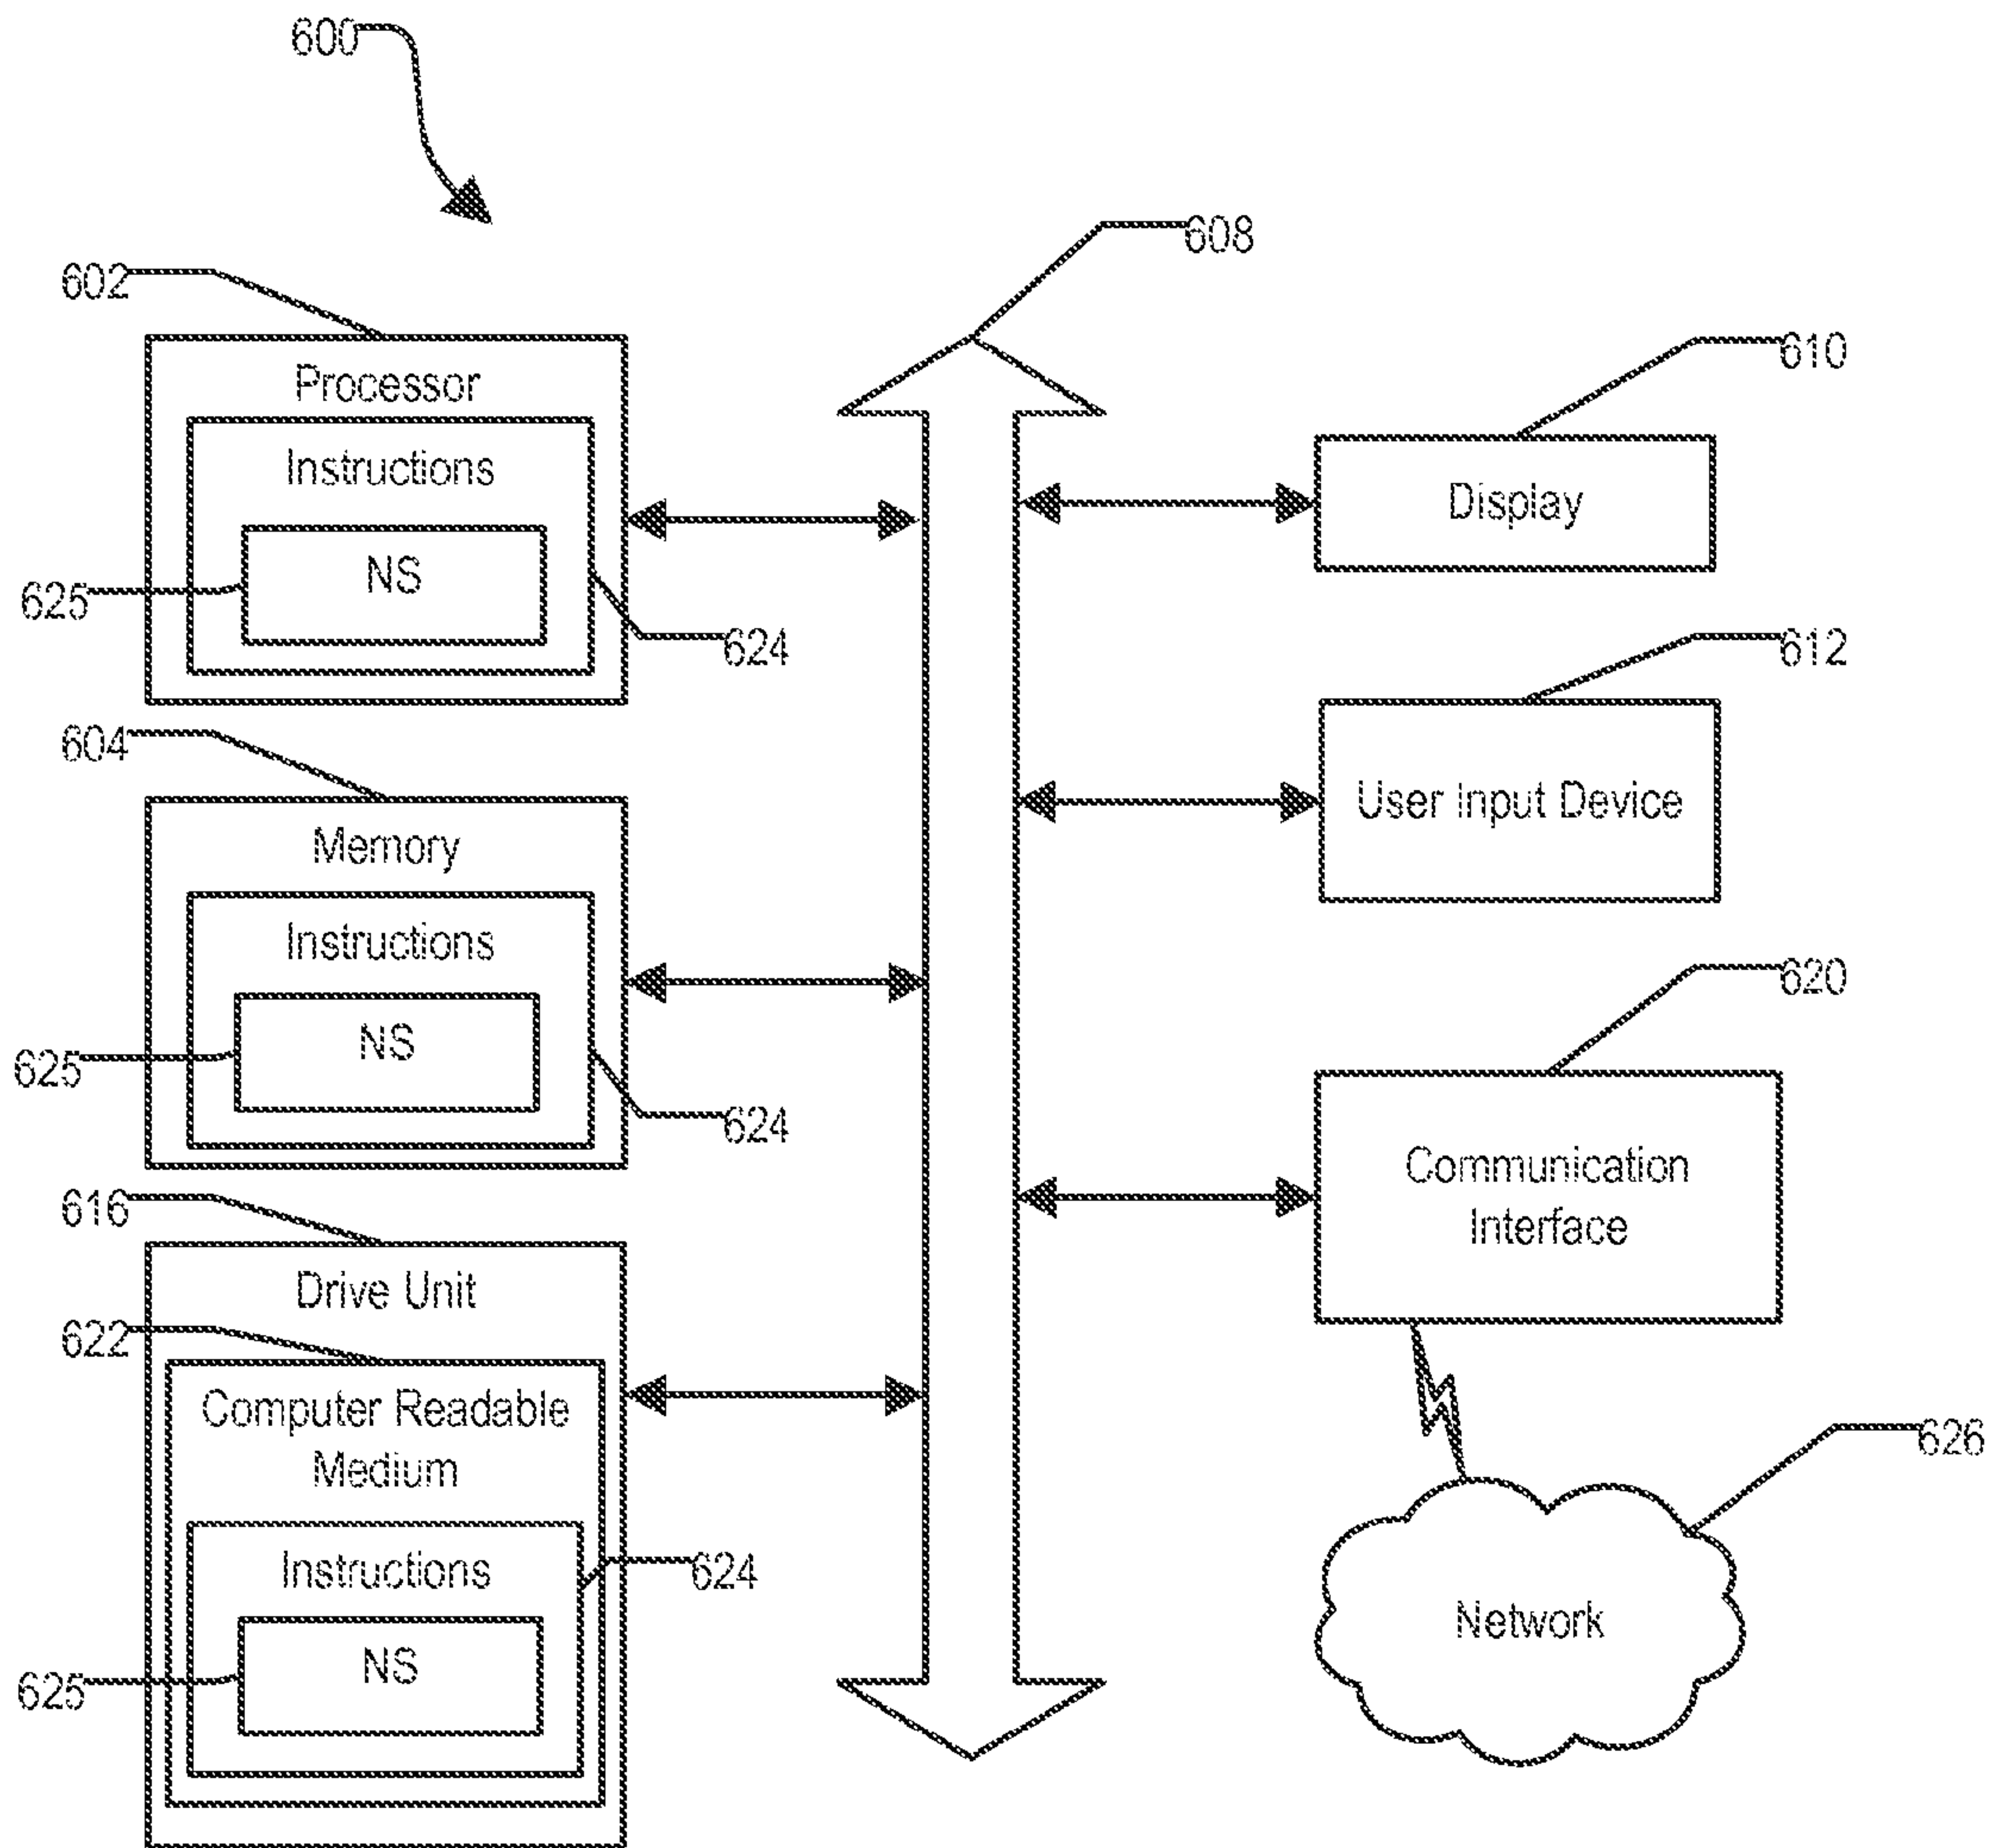 600
608
602
610
Processor
Instructions
Display
NS
625
624
612
604
User Input Device
Memory
Instructions
620
NS
625
624
Communication
Interface
616
Drive Unit
622
Computer Readable
Medium
626
Instructions
624
Network
NS
625